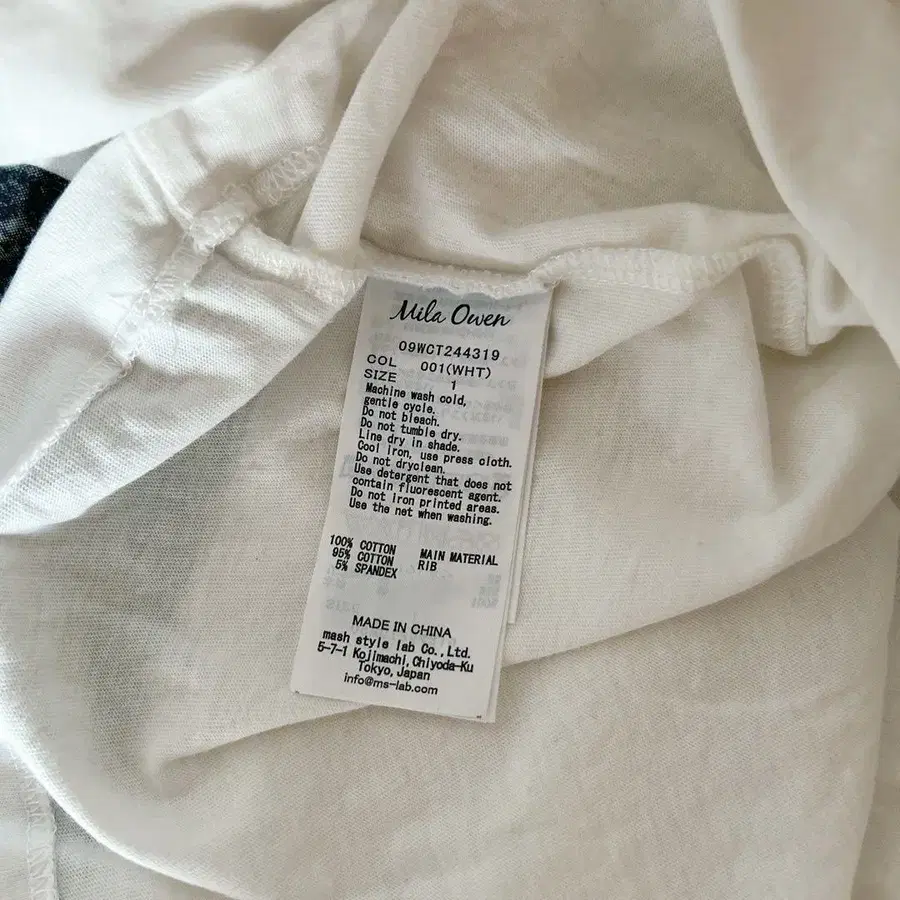 Mila Owen
09WCT244319
COL 001(WHT)
SIZE 1
Machine wash cold,
gentle cycle.
Do not bleach.
Do not tumble dry.
Line dry in shade.
Cool iron, use press cloth.
Do not dryclean.
Use detergent that does not
contain fluorescent agent.
Do not iron printed areas.
Use the net when washing.
100% COTTON MAIN MATERIAL
95% COTTON RIB
5% SPANDEX
MADE IN CHINA
mash style lab Co., Ltd.
5-7-1 Kojimachi, Chiyoda-Ku
Tokyo, Japan
info@ms-lab.com